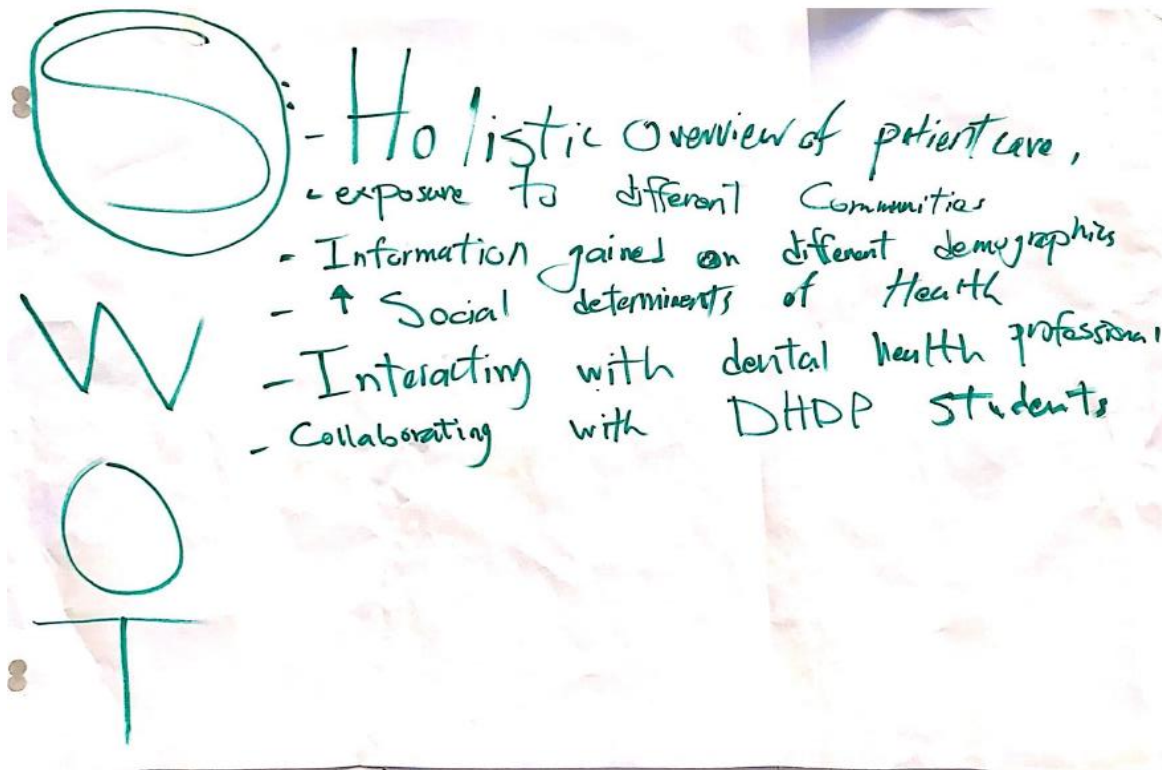 S:
- Holistic Overview of patient care,
- exposure to different Communities
- Information gained on different demographics
- ↑ Social determinents of Health
- Interacting with dental health professional
- Collaborating with DHDP students
W
O
T